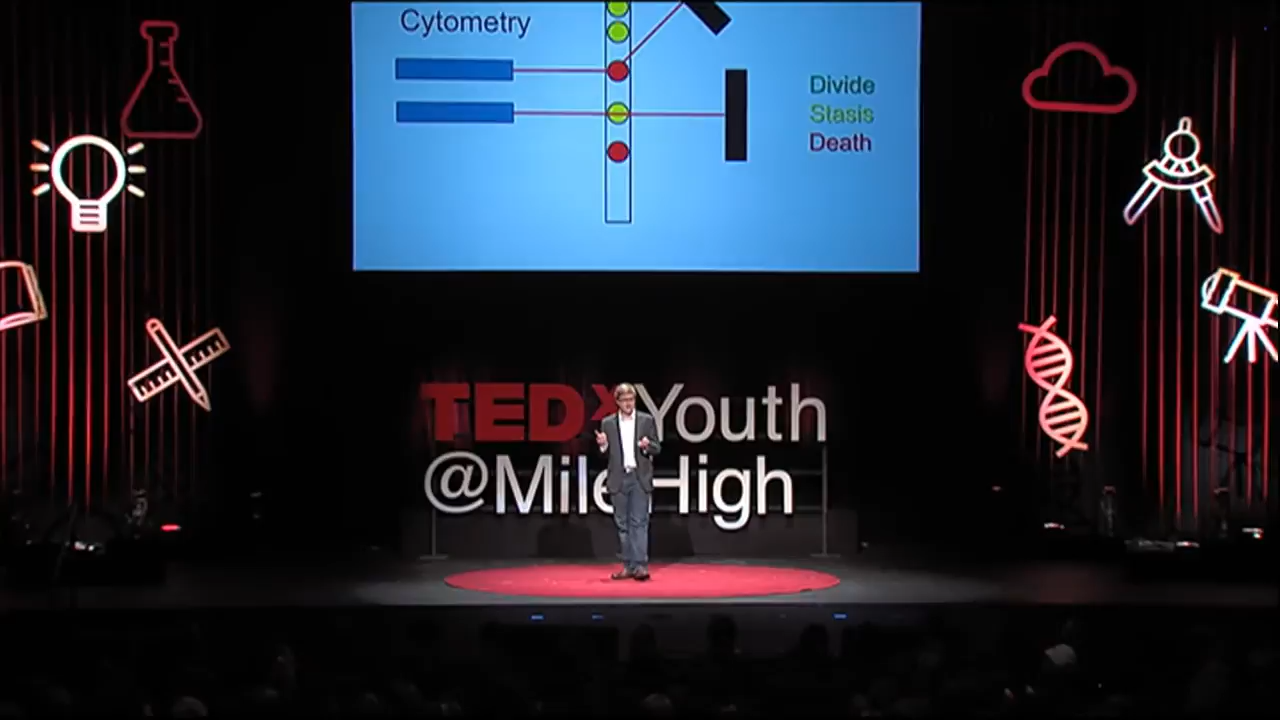 Cytometry
Divide
Stasis
Death
TEDxYouth
@MileHigh